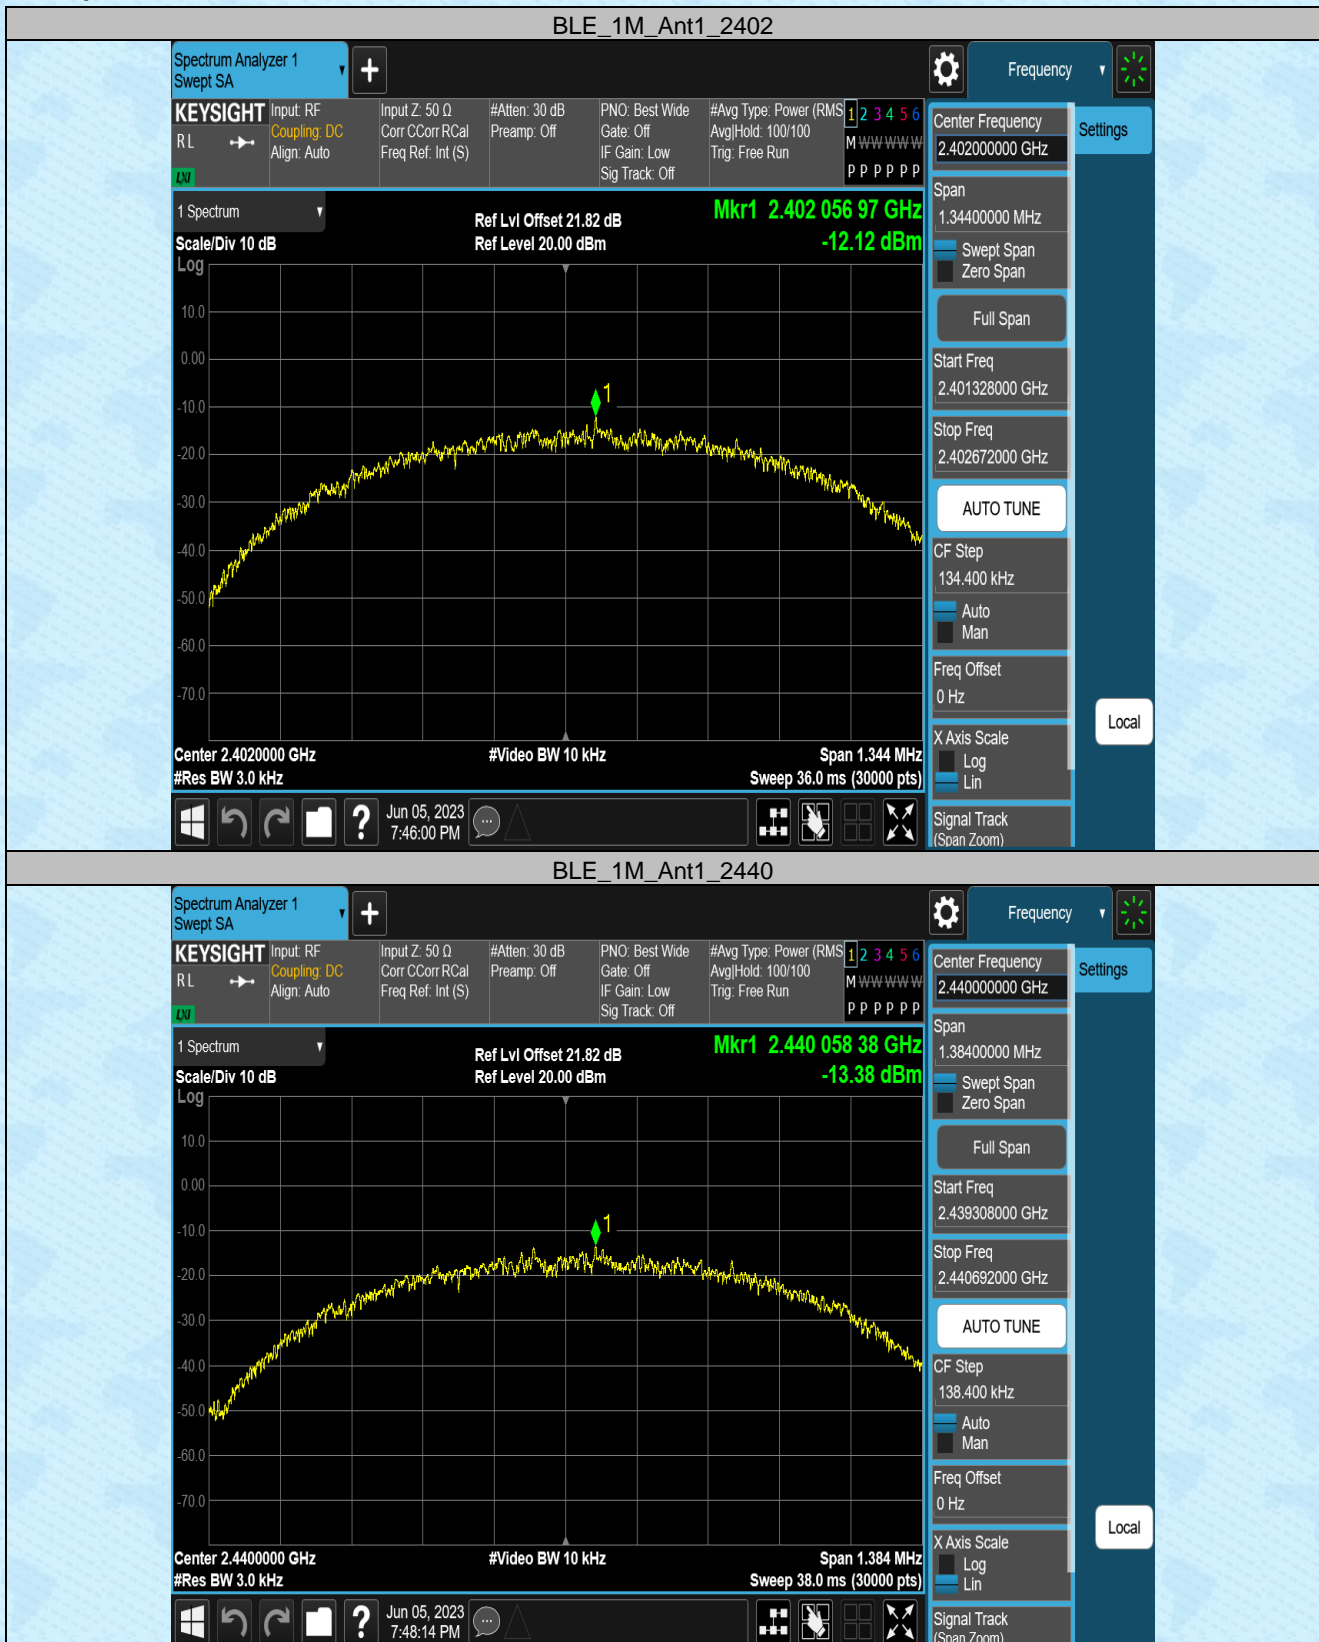 BLE_1M_Ant1_2402
Spectrum Analyzer 1
Swept SA
Frequency
KEYSIGHT
RL
LXI
Input: RF
Coupling: DC
Align: Auto
Input Z: 50 Ω
Corr CCorr RCal
Freq Ref: Int (S)
#Atten: 30 dB
Preamp: Off
PNO: Best Wide
Gate: Off
IF Gain: Low
Sig Track: Off
#Avg Type: Power (RMS
Avg|Hold: 100/100
Trig: Free Run
1 2 3 4 5 6
M W W W W W
P P P P P P
1 Spectrum
Scale/Div 10 dB
Ref Lvl Offset 21.82 dB
Ref Level 20.00 dBm
Mkr1 2.402 056 97 GHz
-12.12 dBm
Log
10.0
0.00
-10.0
-20.0
-30.0
-40.0
-50.0
-60.0
-70.0
1
Center 2.4020000 GHz
#Video BW 10 kHz
Span 1.344 MHz
#Res BW 3.0 kHz
Sweep 36.0 ms (30000 pts)
Jun 05, 2023
7:46:00 PM
Center Frequency
2.402000000 GHz
Settings
Span
1.34400000 MHz
Swept Span
Zero Span
Full Span
Start Freq
2.401328000 GHz
Stop Freq
2.402672000 GHz
AUTO TUNE
CF Step
134.400 kHz
Auto
Man
Freq Offset
0 Hz
Local
X Axis Scale
Log
Lin
Signal Track
(Span Zoom)
BLE_1M_Ant1_2440
Spectrum Analyzer 1
Swept SA
Frequency
KEYSIGHT
RL
LXI
Input: RF
Coupling: DC
Align: Auto
Input Z: 50 Ω
Corr CCorr RCal
Freq Ref: Int (S)
#Atten: 30 dB
Preamp: Off
PNO: Best Wide
Gate: Off
IF Gain: Low
Sig Track: Off
#Avg Type: Power (RMS
Avg|Hold: 100/100
Trig: Free Run
1 2 3 4 5 6
M W W W W W
P P P P P P
1 Spectrum
Scale/Div 10 dB
Ref Lvl Offset 21.82 dB
Ref Level 20.00 dBm
Mkr1 2.440 058 38 GHz
-13.38 dBm
Log
10.0
0.00
-10.0
-20.0
-30.0
-40.0
-50.0
-60.0
-70.0
1
Center 2.4400000 GHz
#Video BW 10 kHz
Span 1.384 MHz
#Res BW 3.0 kHz
Sweep 38.0 ms (30000 pts)
Jun 05, 2023
7:48:14 PM
Center Frequency
2.440000000 GHz
Settings
Span
1.38400000 MHz
Swept Span
Zero Span
Full Span
Start Freq
2.439308000 GHz
Stop Freq
2.440692000 GHz
AUTO TUNE
CF Step
138.400 kHz
Auto
Man
Freq Offset
0 Hz
Local
X Axis Scale
Log
Lin
Signal Track
(Span Zoom)